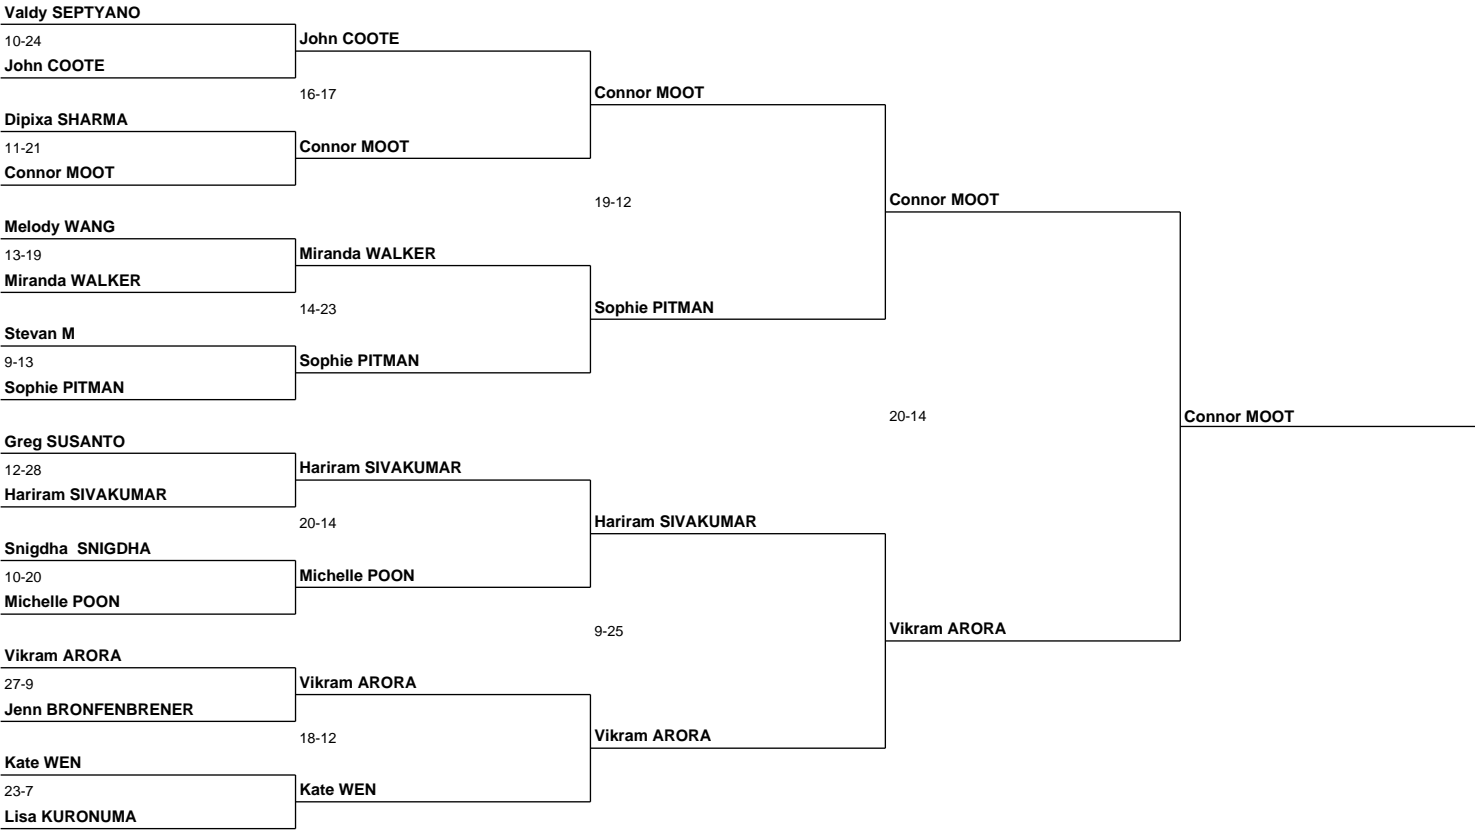 Valdy SEPTYANO
10-24
John COOTE
Dipixa SHARMA
11-21
Connor MOOT
Melody WANG
13-19
Miranda WALKER
Stevan M
9-13
Sophie PITMAN
Greg SUSANTO
12-28
Hariram SIVAKUMAR
Snigdha  SNIGDHA
10-20
Michelle POON
Vikram ARORA
27-9
Jenn BRONFENBRENER
Kate WEN
23-7
Lisa KURONUMA
John COOTE
16-17
Connor MOOT
Miranda WALKER
14-23
Sophie PITMAN
Hariram SIVAKUMAR
20-14
Michelle POON
Vikram ARORA
18-12
Kate WEN
Connor MOOT
19-12
Sophie PITMAN
Hariram SIVAKUMAR
9-25
Vikram ARORA
Connor MOOT
20-14
Vikram ARORA
Connor MOOT